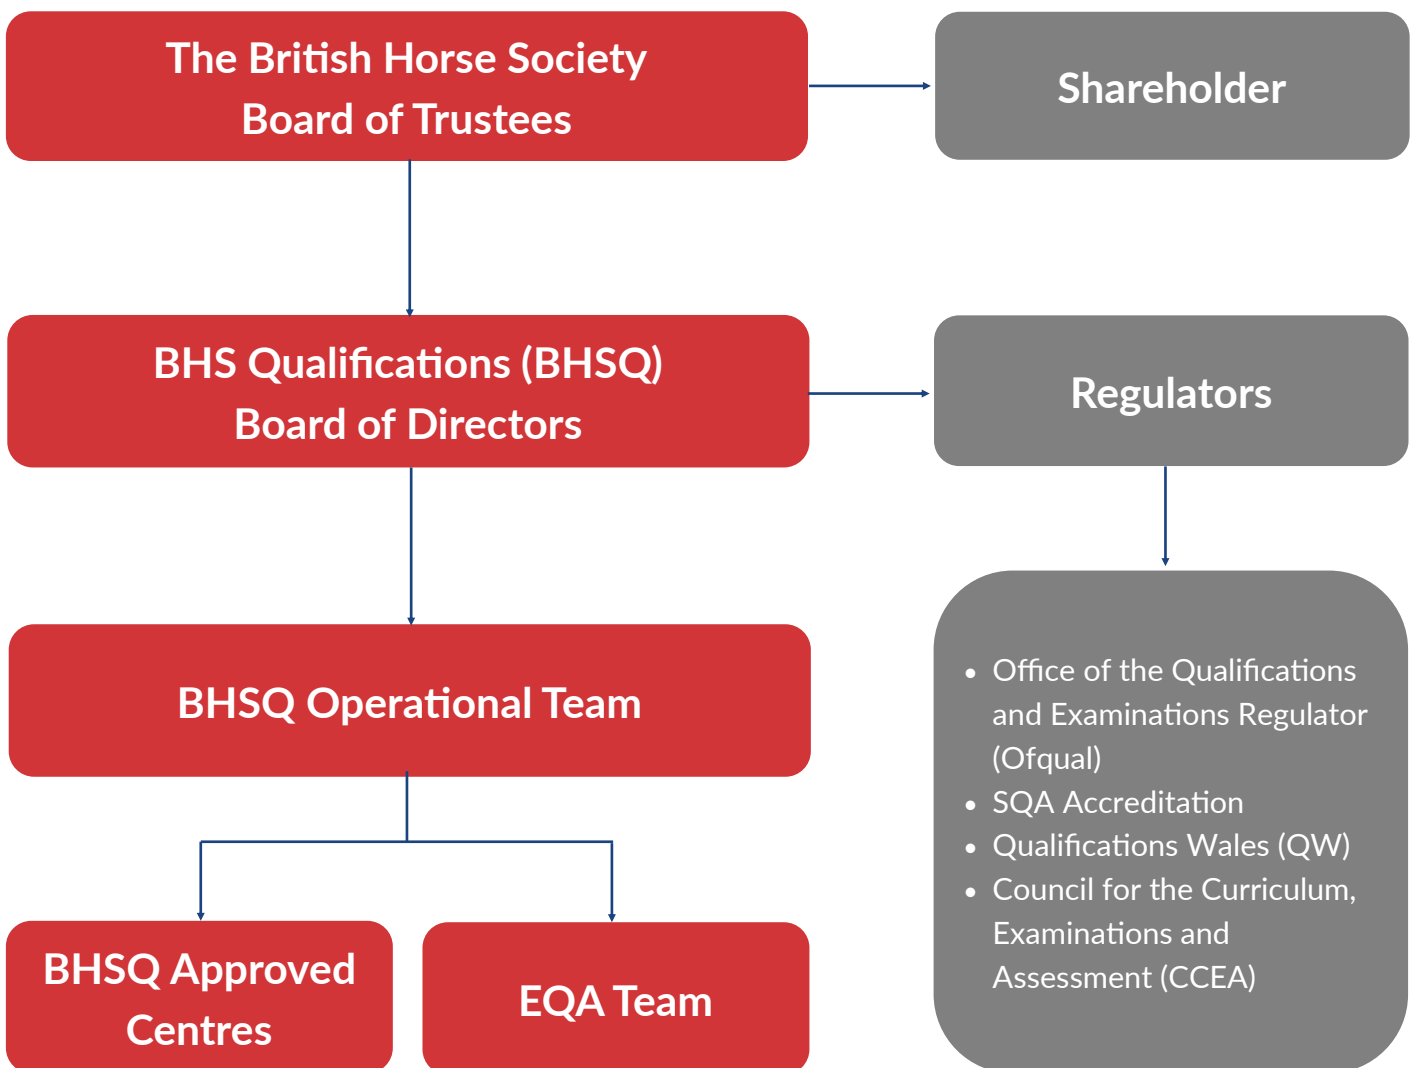 The British Horse Society
Board of Trustees
Shareholder
BHS Qualifications (BHSQ)
Board of Directors
Regulators
BHSQ Operational Team
• Office of the Qualifications
and Examinations Regulator
(Ofqual)
• SQA Accreditation
• Qualifications Wales (QW)
• Council for the Curriculum,
Examinations and
Assessment (CCEA)
BHSQ Approved
Centres
EQA Team